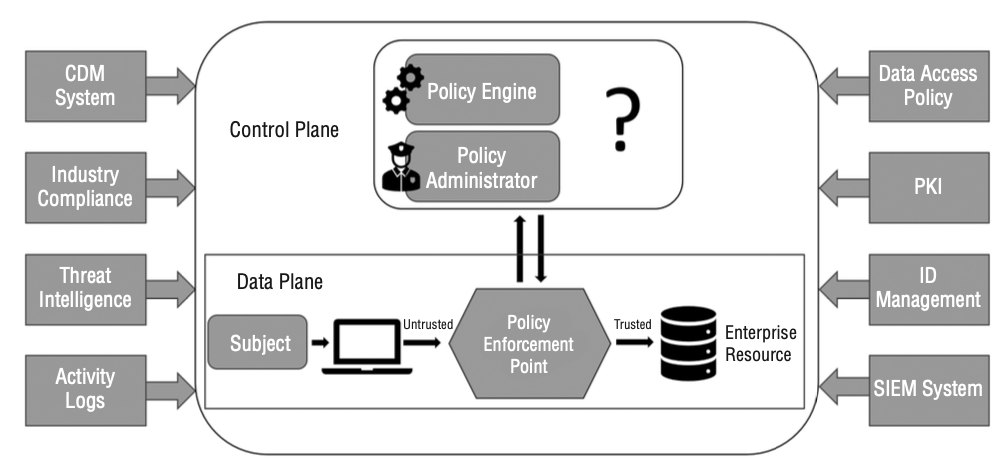 CDM
System
Industry
Compliance
Threat
Intelligence
Activity
Logs
Control Plane
Policy Engine
Policy
Administrator
?
Data Plane
Subject
Untrusted
Policy
Enforcement
Point
Trusted
Enterprise
Resource
Data Access
Policy
PKI
ID
Management
SIEM System